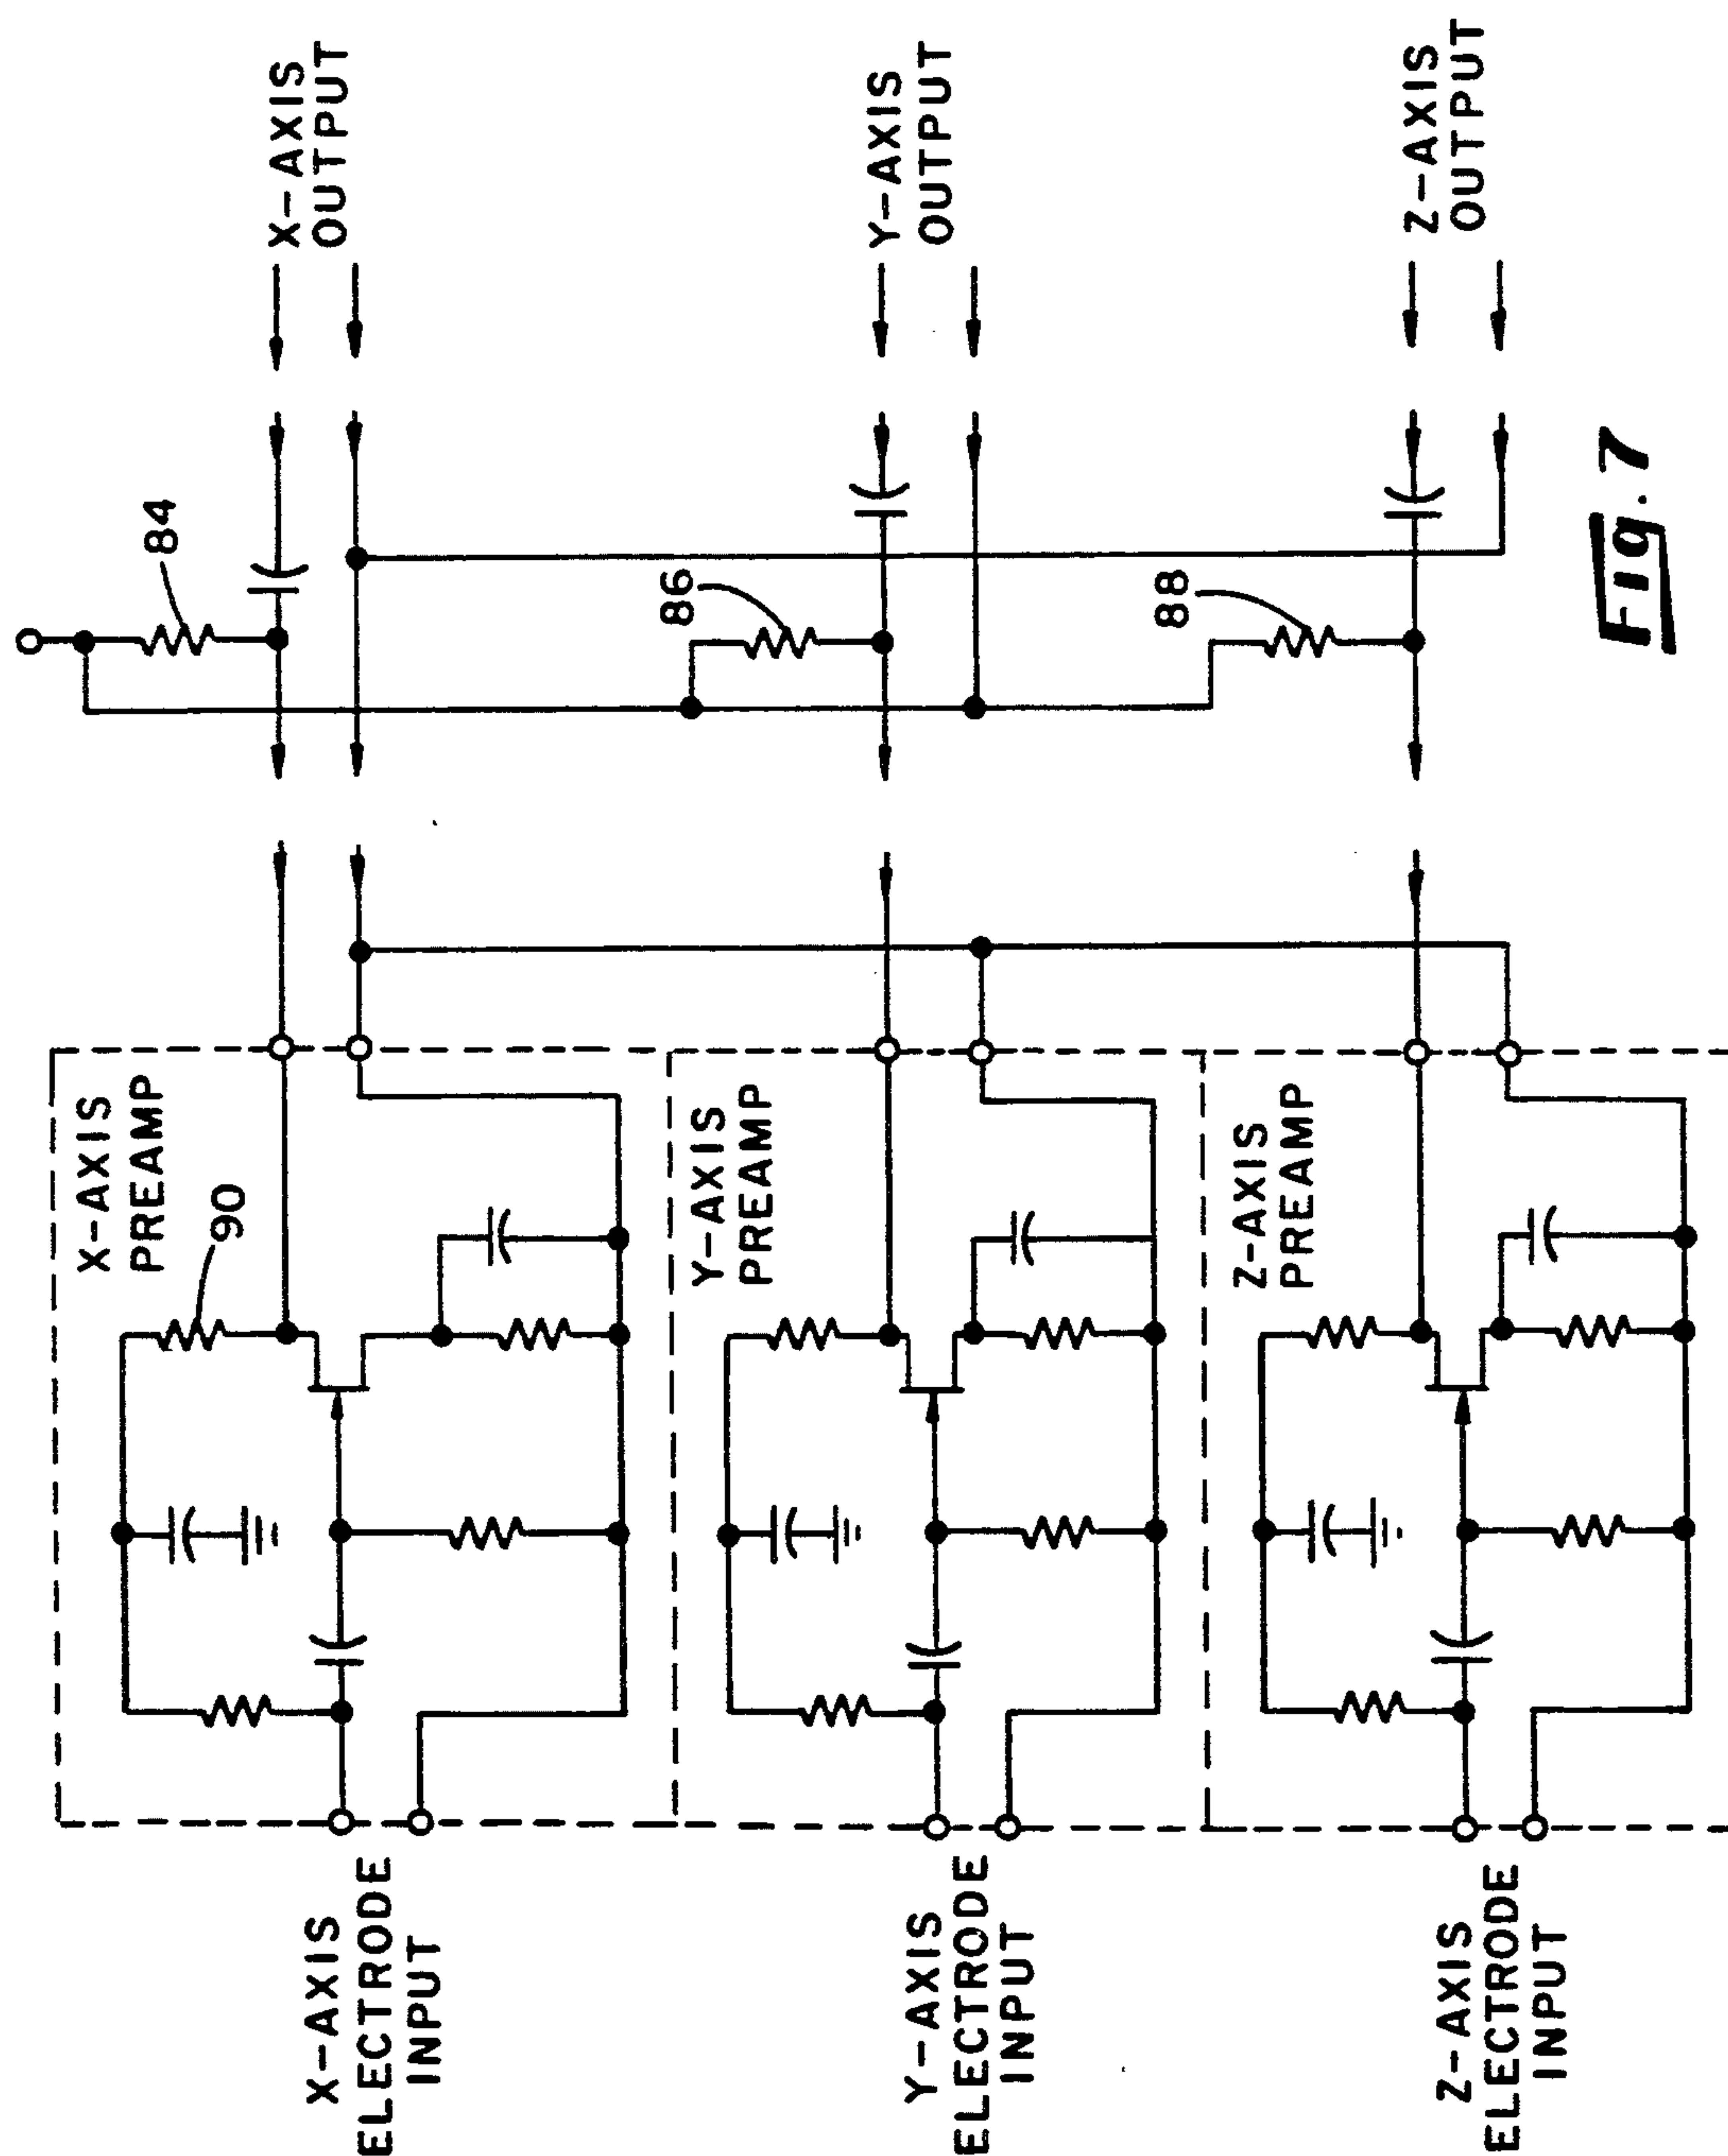 X-AXIS
ELECTRODE
INPUT
X-AXIS
PREAMP
90
84
X-AXIS
OUTPUT
Y-AXIS
ELECTRODE
INPUT
Y-AXIS
PREAMP
86
Y-AXIS
OUTPUT
Z-AXIS
ELECTRODE
INPUT
Z-AXIS
PREAMP
88
Z-AXIS
OUTPUT
Fig. 7